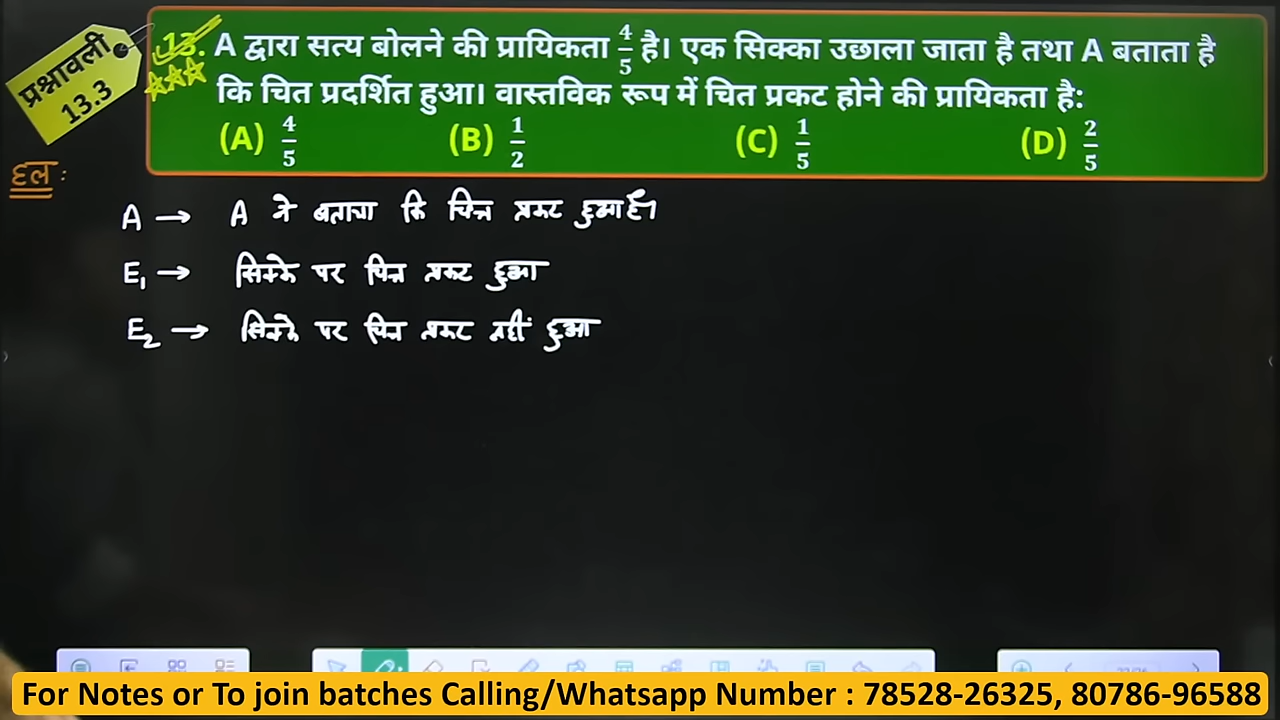 प्रश्नावली
13.3
13. A द्वारा सत्य बोलने की प्रायिकता 4/5 है। एक सिक्का उछाला जाता है तथा A बताता है
कि चित प्रदर्शित हुआ। वास्तविक रूप में चित प्रकट होने की प्रायिकता है:
(A) 4/5 (B) 1/2 (C) 1/5 (D) 2/5
हल :
A → A ने बताया कि चित्त प्रकट हुआ है।
E₁ → सिक्के पर चित्त प्रकट हुआ
E₂ → सिक्के पर चित्त प्रकट नहीं हुआ
For Notes or To join batches Calling/Whatsapp Number : 78528-26325, 80786-96588